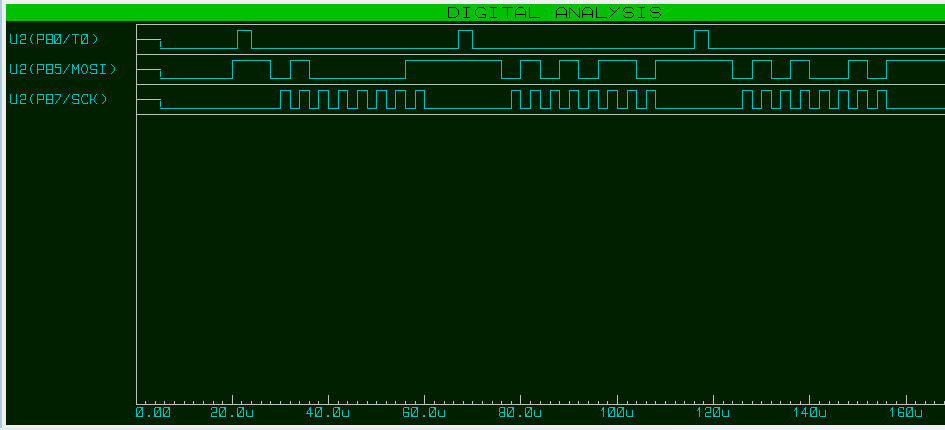 DIGITAL ANALYSIS
U2(PB0/T0)
U2(PB5/MOSI)
U2(PB7/SCK)
0.00 20.0u 40.0u 60.0u 80.0u 100u 120u 140u 160u